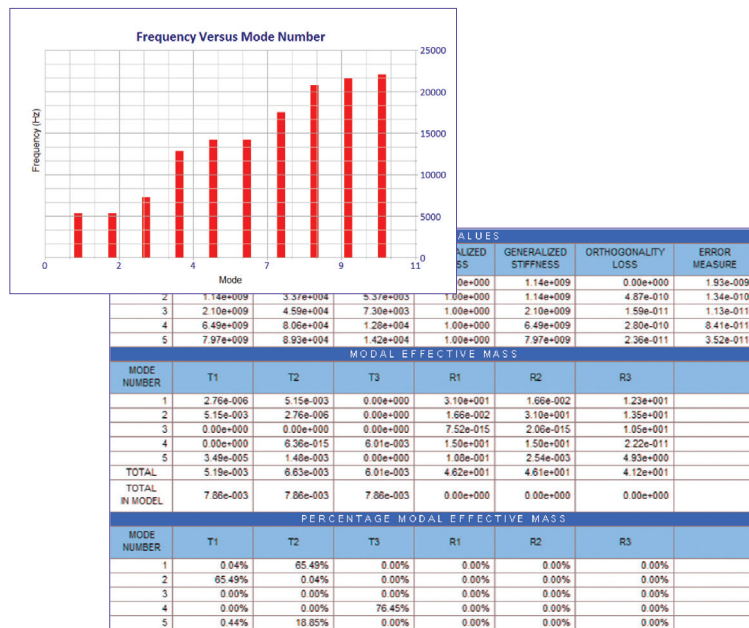 Frequency Versus Mode Number
25000
20000
15000
10000
5000
0
Frequency (Hz)
0 2 4 7 9 11
Mode
ALUES
ALIZED SS GENERALIZED STIFFNESS ORTHOGONALITY LOSS ERROR MEASURE
0e+000 1.14e+009 0.00e+000 1.93e-009
2 1.14e+009 3.37e+004 5.37e+003 1.00e+000 1.14e+009 4.87e-010 1.34e-010
3 2.10e+009 4.59e+004 7.30e+003 1.00e+000 2.10e+009 1.59e-011 1.13e-011
4 6.49e+009 8.06e+004 1.28e+004 1.00e+000 6.49e+009 2.80e-010 8.41e-011
5 7.97e+009 8.93e+004 1.42e+004 1.00e+000 7.97e+009 2.36e-011 3.52e-011
MODAL EFFECTIVE MASS
MODE NUMBER T1 T2 T3 R1 R2 R3
1 2.76e-006 5.15e-003 0.00e+000 3.10e+001 1.66e-002 1.23e+001
2 5.15e-003 2.76e-006 0.00e+000 1.66e-002 3.10e+001 1.35e+001
3 0.00e+000 0.00e+000 0.00e+000 7.52e-015 2.06e-015 1.05e+001
4 0.00e+000 6.36e-015 6.01e-003 1.50e+001 1.50e+001 2.22e-011
5 3.49e-005 1.48e-003 0.00e+000 1.08e-001 2.54e-003 4.93e+000
TOTAL 5.19e-003 6.63e-003 6.01e-003 4.62e+001 4.61e+001 4.12e+001
TOTAL IN MODEL 7.86e-003 7.86e-003 7.86e-003 0.00e+000 0.00e+000 0.00e+000
PERCENTAGE MODAL EFFECTIVE MASS
MODE NUMBER T1 T2 T3 R1 R2 R3
1 0.04% 65.49% 0.00% 0.00% 0.00% 0.00%
2 65.49% 0.04% 0.00% 0.00% 0.00% 0.00%
3 0.00% 0.00% 0.00% 0.00% 0.00% 0.00%
4 0.00% 0.00% 76.45% 0.00% 0.00% 0.00%
5 0.44% 18.85% 0.00% 0.00% 0.00% 0.00%